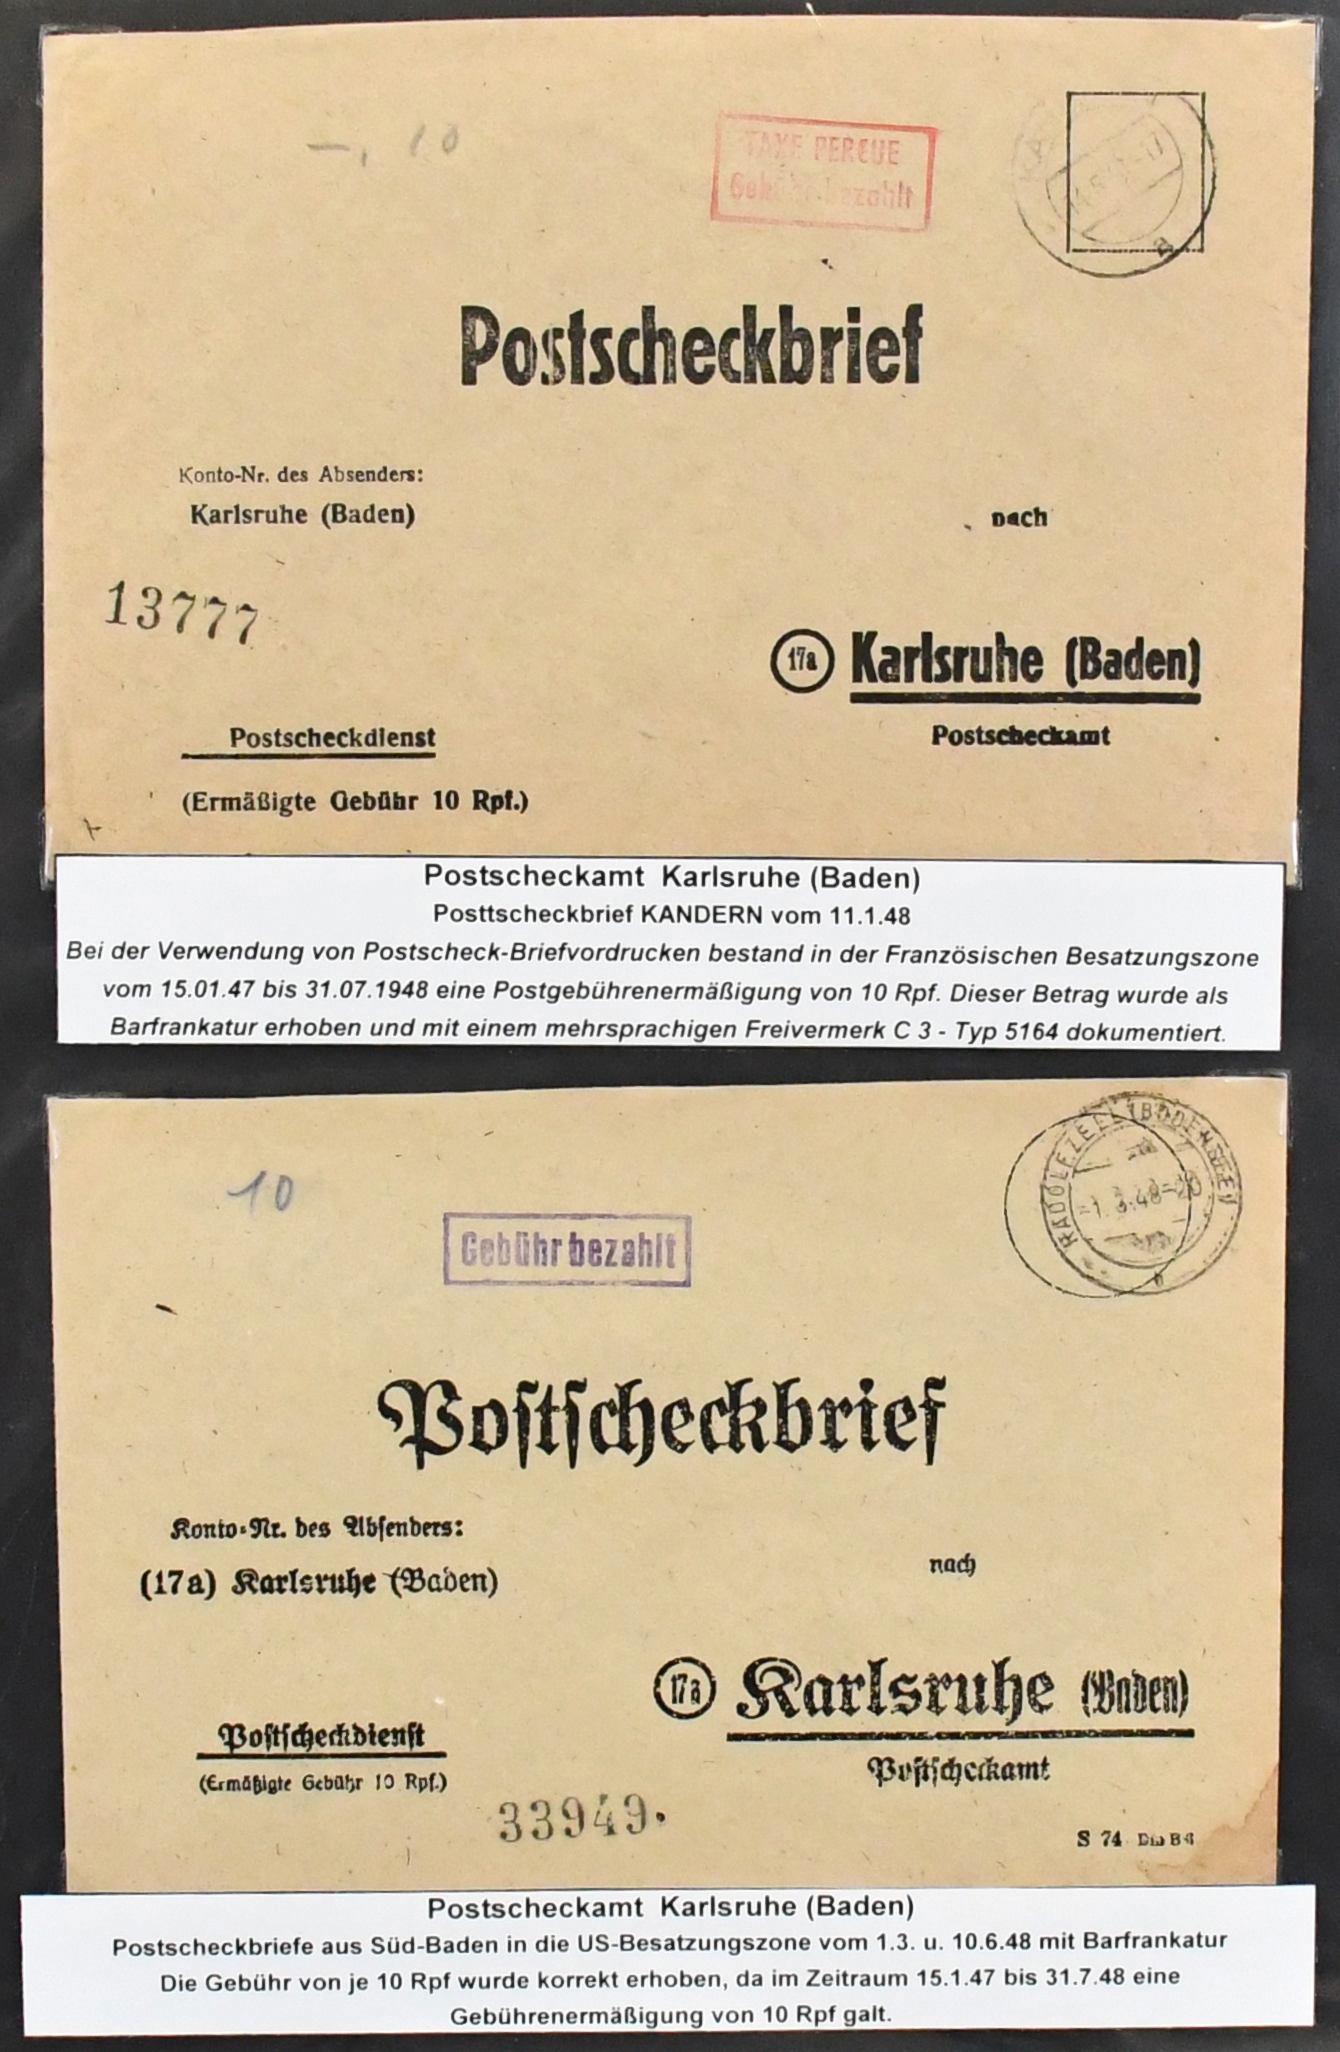 -. 10
TAXE PERCUE
Gebühr bezahlt
a
Postscheckbrief
Konto-Nr. des Absenders:
Karlsruhe (Baden)
nach
13777
17a Karlsruhe (Baden)
Postscheckdienst
Postscheckamt
(Ermäßigte Gebühr 10 Rpf.)
Postscheckamt Karlsruhe (Baden)
Posttscheckbrief KANDERN vom 11.1.48
Bei der Verwendung von Postscheck-Briefvordrucken bestand in der Französischen Besatzungszone
vom 15.01.47 bis 31.07.1948 eine Postgebührenermäßigung von 10 Rpf. Dieser Betrag wurde als
Barfrankatur erhoben und mit einem mehrsprachigen Freivermerk C 3 - Typ 5164 dokumentiert.
RADOLFZELL (BODENSEE)
-1.3.48-20
10
Gebühr bezahlt
Postscheckbrief
Konto-Nr. des Absenders:
(17a) Karlsruhe (Baden)
nach
17a Karlsruhe (Baden)
Postscheckdienst
(Ermäßigte Gebühr 10 Rpf.)
Postscheckamt
33949.
S 74
Postscheckamt Karlsruhe (Baden)
Postscheckbriefe aus Süd-Baden in die US-Besatzungszone vom 1.3. u. 10.6.48 mit Barfrankatur
Die Gebühr von je 10 Rpf wurde korrekt erhoben, da im Zeitraum 15.1.47 bis 31.7.48 eine
Gebührenermäßigung von 10 Rpf galt.